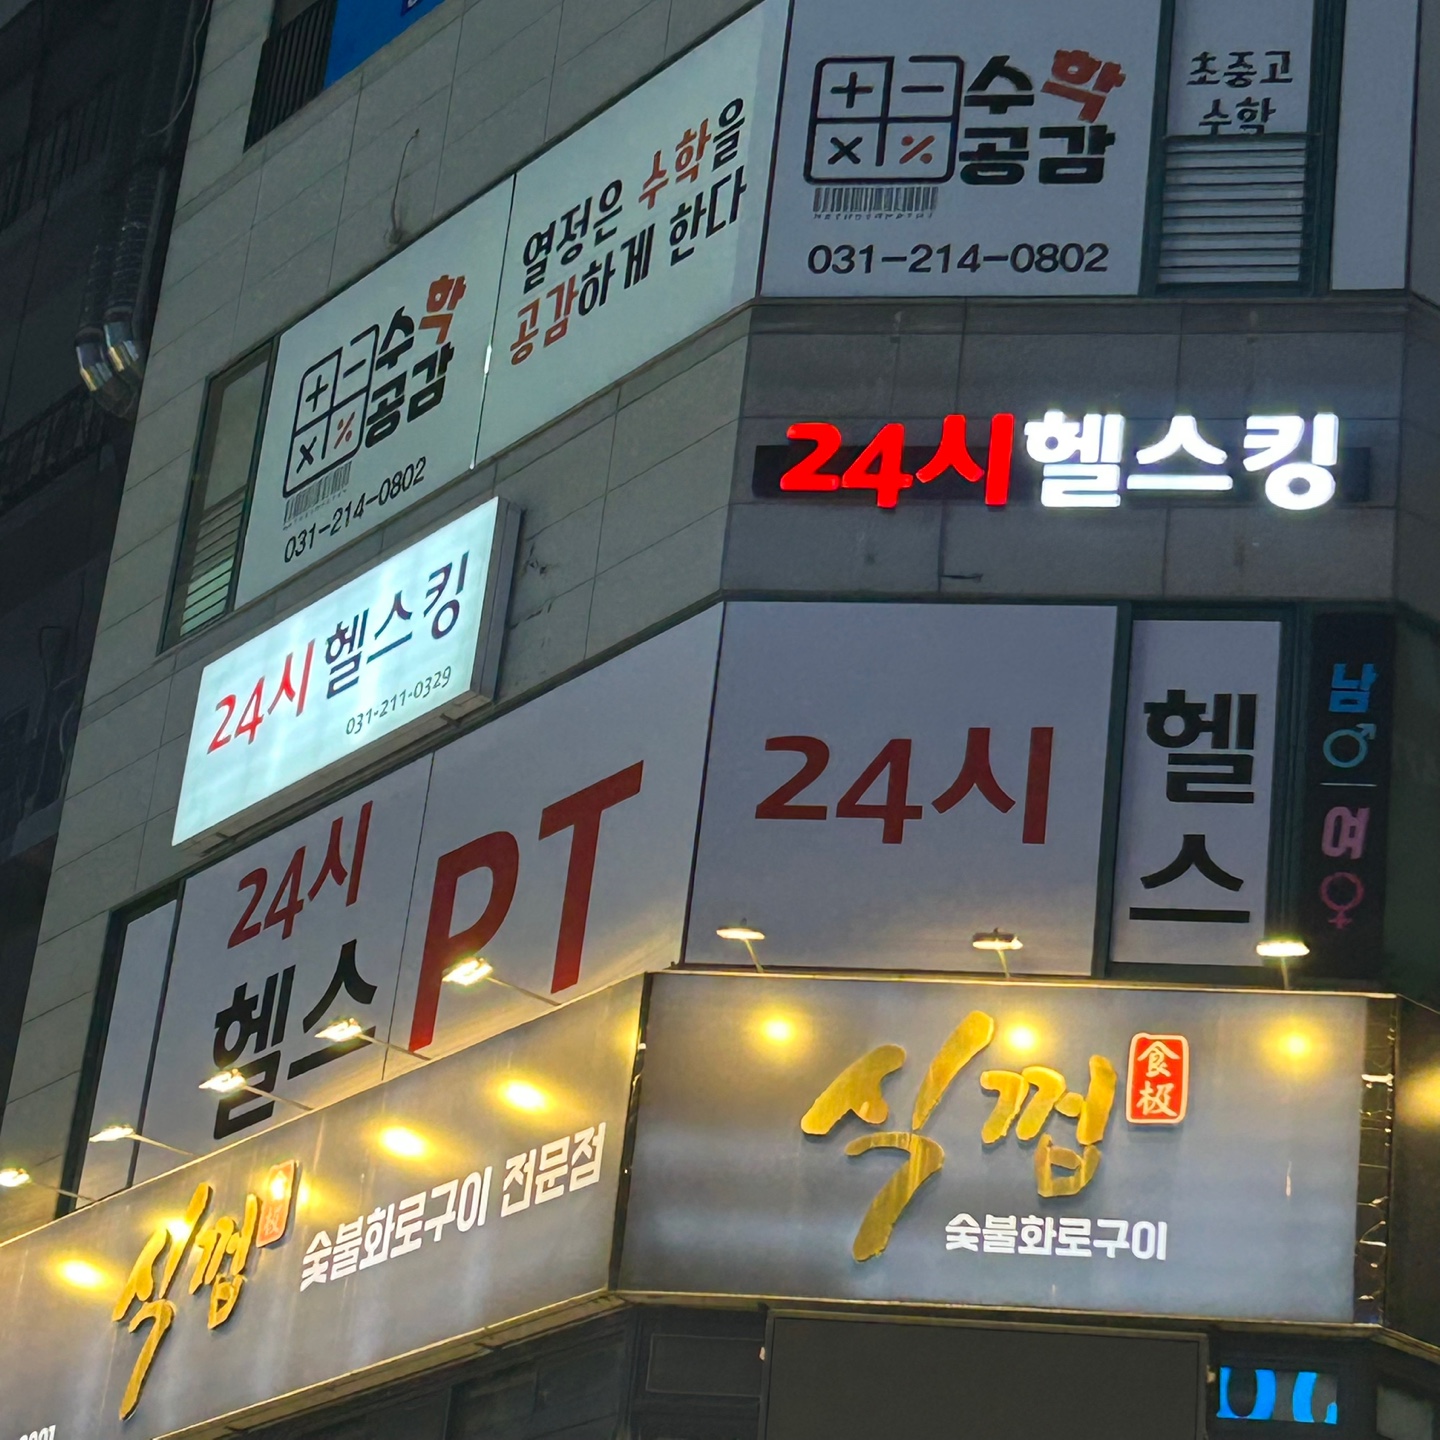 수학
공감
031-214-0802
초중고
수학
열정은 수학을
공감하게 한다
수학
공감
031-214-0802
24시헬스킹
24시 헬스킹
031-211-0329
24시
헬스
PT
24시
헬
스
남
여
식껍
食极
숯불화로구이
식껍
숯불화로구이 전문점